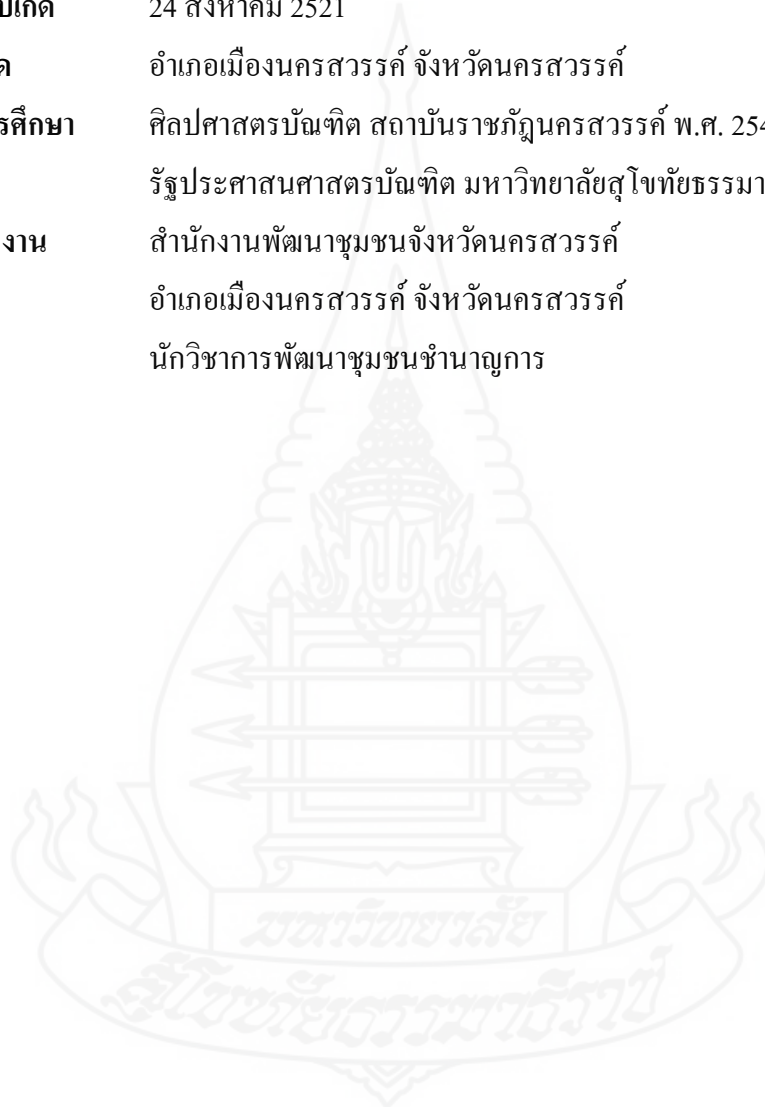 24 สิงหาคม 2521
อำเภอเมืองนครสวรรค์ จังหวัดนครสวรรค์
ศิลปศาสตรบัณฑิต สถาบันราชภัฏนครสวรรค์ พ.ศ.
รัฐประศาสนศาสตรบัณฑิต
งาน สำนักงานพัฒนาชุมชนจังหวัดนครสวรรค์
อำเภอเมืองนครสวรรค์ จังหวัดนครสวรรค์
นักวิชาการพัฒนาชุมชนชำนาญการ
มหาวิทยาลัย
สุโขทัยธรรมาธิราช